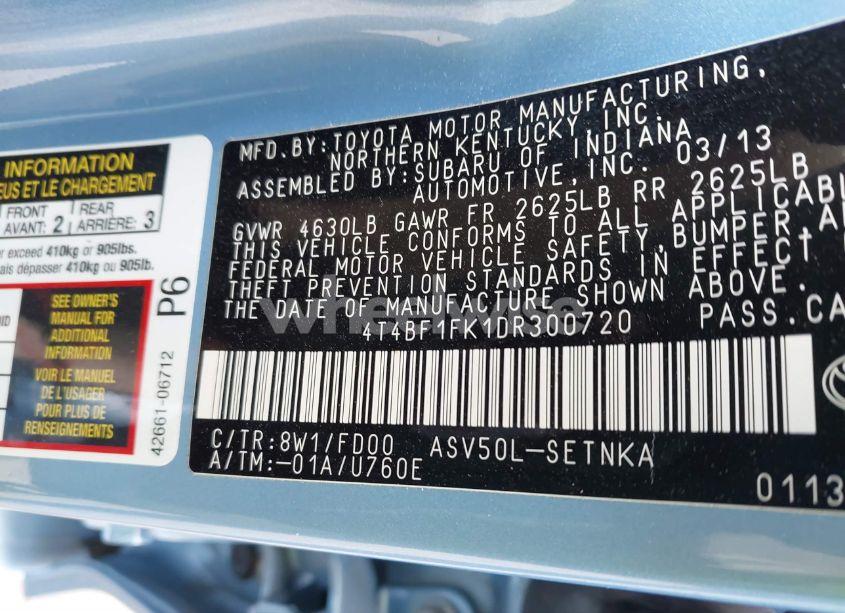 INFORMATION
EUS ET LE CHARGEMENT
FRONT
AVANT: 2
REAR
ARRIÈRE: 3
er exceed 410kg or 905lbs.
ais dépasser 410kg ou 905lb.
SEE OWNER'S
MANUAL FOR
ADDITIONAL
INFORMATION
VOIR LE MANUEL
DE L'USAGER
POUR PLUS DE
RENSEIGNEMENTS
P6
42661-06712
MFD.BY:TOYOTA MOTOR MANUFACTURING,
NORTHERN KENTUCKY, INC.
ASSEMBLED BY:SUBARU OF INDIANA
AUTOMOTIVE,INC. 03/13
GVWR 4630LB GAWR FR 2625LB RR 2625LB
THIS VEHICLE CONFORMS TO ALL APPLICABL
FEDERAL MOTOR VEHICLE SAFETY,BUMPER,A
THEFT PREVENTION STANDARDS IN EFFECT
THE DATE OF MANUFACTURE SHOWN ABOVE.
4T4BF1FK1DR300720 PASS.CA
C/TR:8W1/FD00 ASV50L-SETNKA
A/TM:-01A/U760E
0113